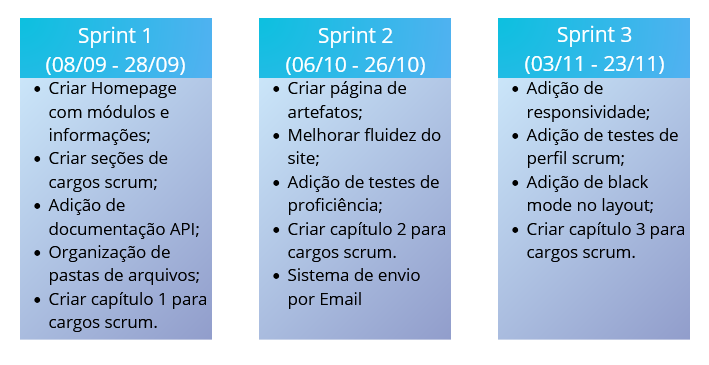 Sprint 1
(08/09 - 28/09)
• Criar Homepage
com módulos e
informações;
• Criar seções de
cargos scrum;
• Adição de
documentação API;
• Organização de
pastas de arquivos;
• Criar capítulo 1 para
cargos scrum.
Sprint 2
(06/10 - 26/10)
• Criar página de
artefatos;
• Melhorar fluidez do
site;
• Adição de testes de
proficiência;
• Criar capítulo 2 para
cargos scrum.
• Sistema de envio
por Email
Sprint 3
(03/11 - 23/11)
• Adição de
responsividade;
• Adição de testes de
perfil scrum;
• Adição de black
mode no layout;
• Criar capítulo 3 para
cargos scrum.